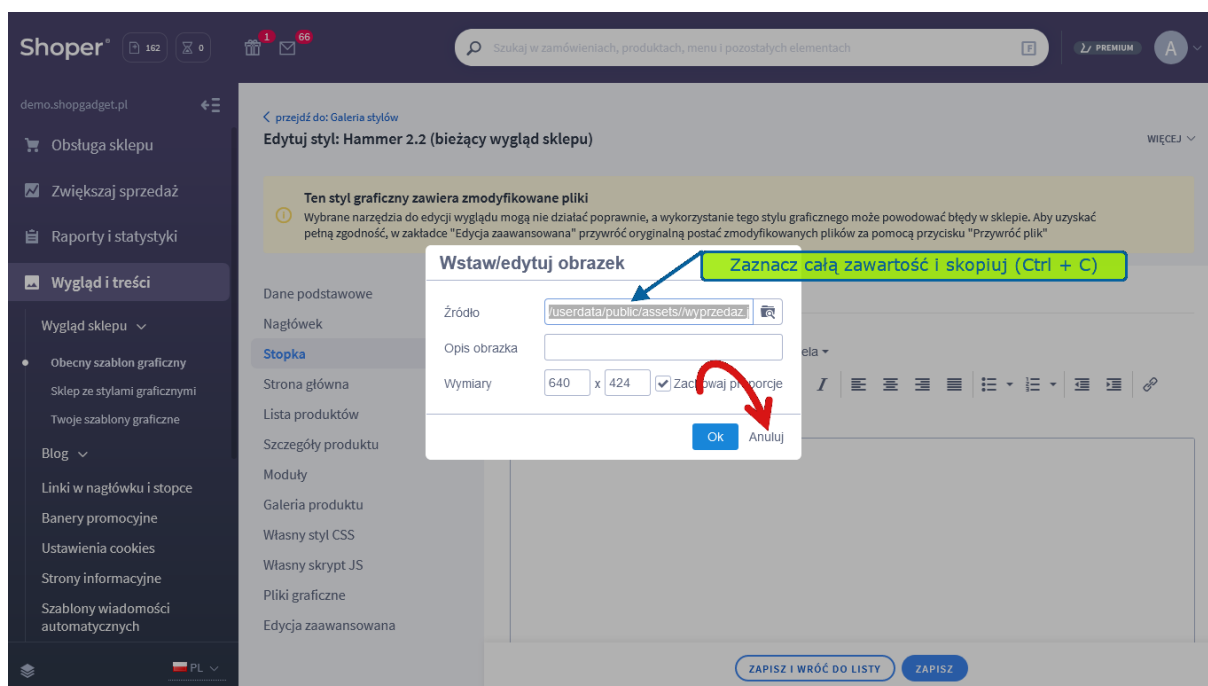 Shoper
162
0
1
66
Szukaj w zamówieniach, produktach, menu i pozostałych elementach
F
PREMIUM
A
demo.shopgadget.pl
Obsługa sklepu
Zwiększaj sprzedaż
Raporty i statystyki
Wygląd i treści
Wygląd sklepu
Obecny szablon graficzny
Sklep ze stylami graficznymi
Twoje szablony graficzne
Blog
Linki w nagłówku i stopce
Banery promocyjne
Ustawienia cookies
Strony informacyjne
Szablony wiadomości
automatycznych
PL
przejdź do: Galeria stylów
Edytuj styl: Hammer 2.2 (bieżący wygląd sklepu)
WIĘCEJ
Ten styl graficzny zawiera zmodyfikowane pliki
Wybrane narzędzia do edycji wyglądu mogą nie działać poprawnie, a wykorzystanie tego stylu graficznego może powodować błędy w sklepie. Aby uzyskać
pełną zgodność, w zakładce "Edycja zaawansowana" przywróć oryginalną postać zmodyfikowanych plików za pomocą przycisku "Przywróć plik"
Dane podstawowe
Nagłówek
Stopka
Strona główna
Lista produktów
Szczegóły produktu
Moduły
Galeria produktu
Własny styl CSS
Własny skrypt JS
Pliki graficzne
Edycja zaawansowana
Wstaw/edytuj obrazek
Zaznacz całą zawartość i skopiuj (Ctrl + C)
Źródło
/userdata/public/assets//wyprzedaz.
Opis obrazka
Wymiary
640 x 424
Zachowaj proporcje
Ok
Anuluj
ela
I
ZAPISZ I WRÓĆ DO LISTY
ZAPISZ